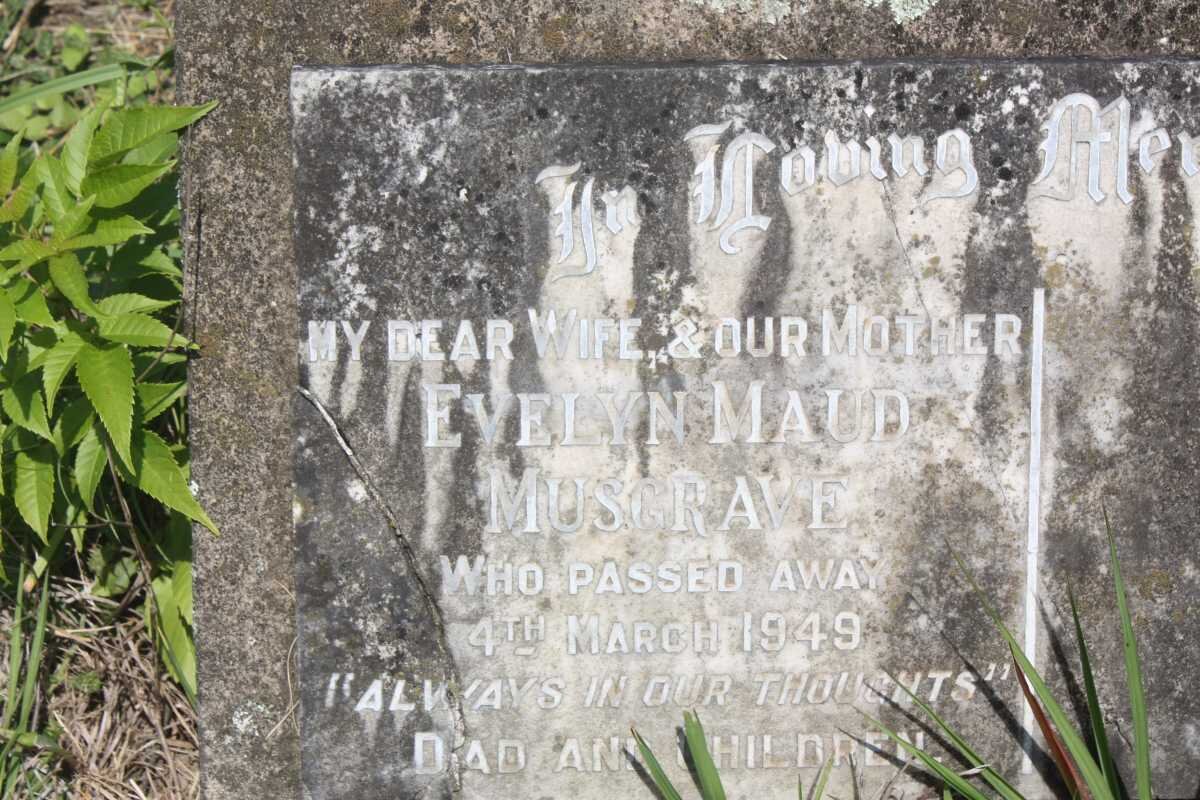 In Loving Mem
MY DEAR WIFE, & OUR MOTHER
EVELYN MAUD
MUSGRAVE
WHO PASSED AWAY
4TH MARCH 1949
"ALWAYS IN OUR THOUGHTS"
DAD AND CHILDREN.